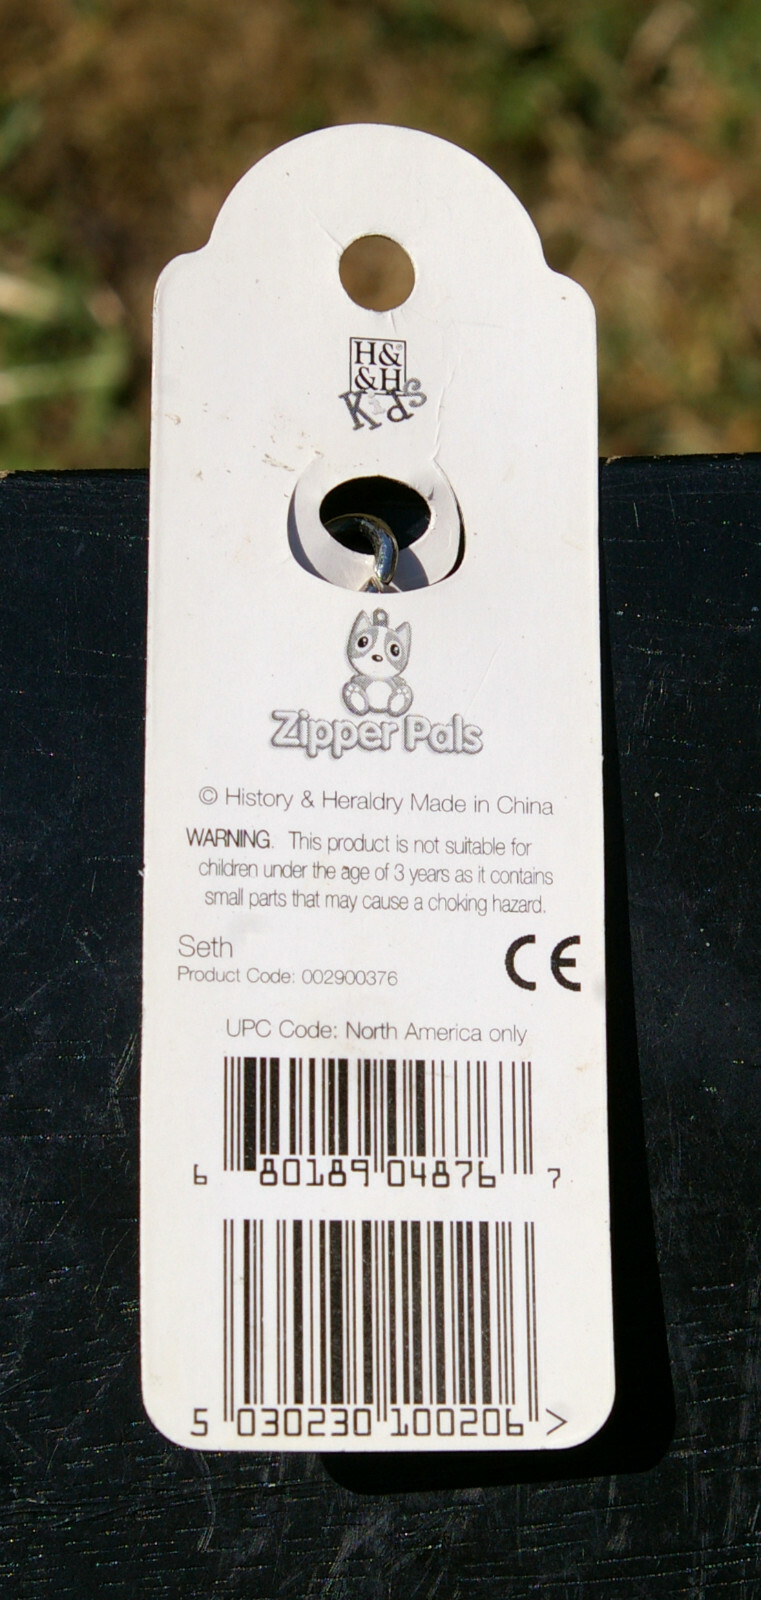 H&®
&H
Kids
Zipper Pals
© History & Heraldry Made in China
WARNING. This product is not suitable for
children under the age of 3 years as it contains
small parts that may cause a choking hazard.
Seth
CE
Product Code: 002900376
UPC Code: North America only
6 80189 04876 7
5 030230 100206 >